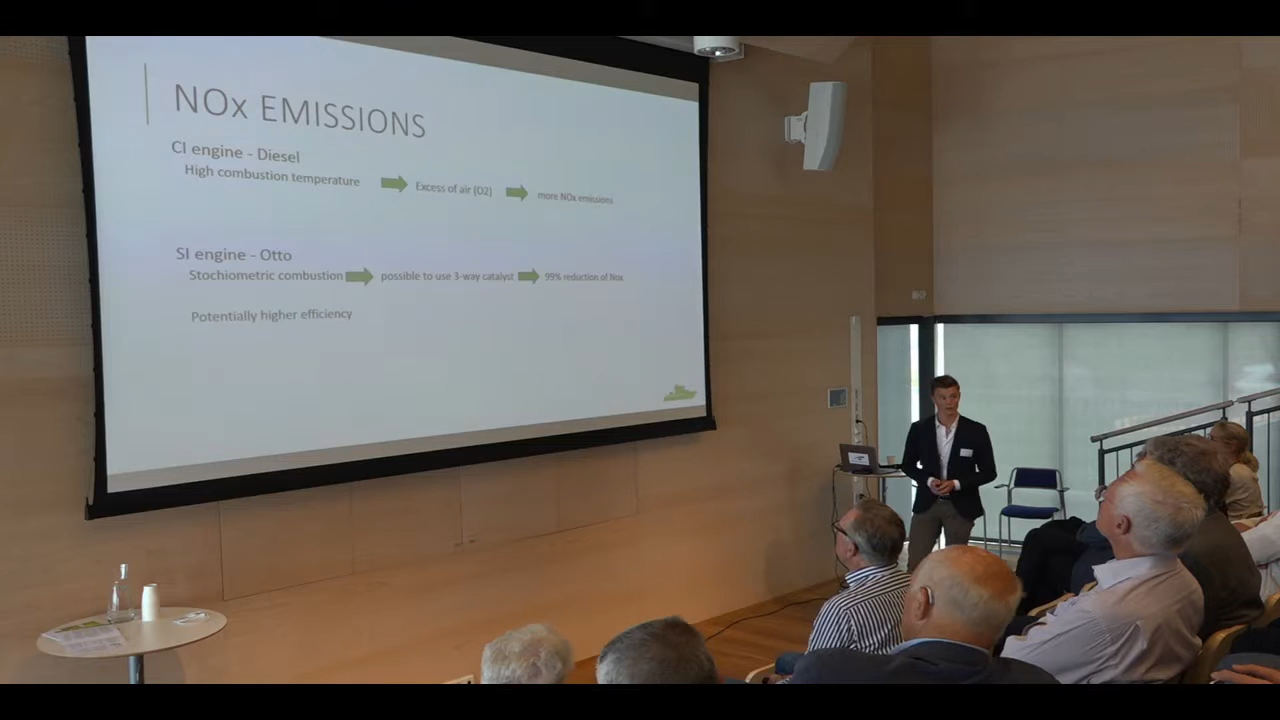 NOx EMISSIONS
CI engine - Diesel
High combustion temperature Excess of air (O2) more NOx emissions
SI engine - Otto
Stochiometric combustion possible to use 3-way catalyst 99% reduction of Nox
Potentially higher efficiency